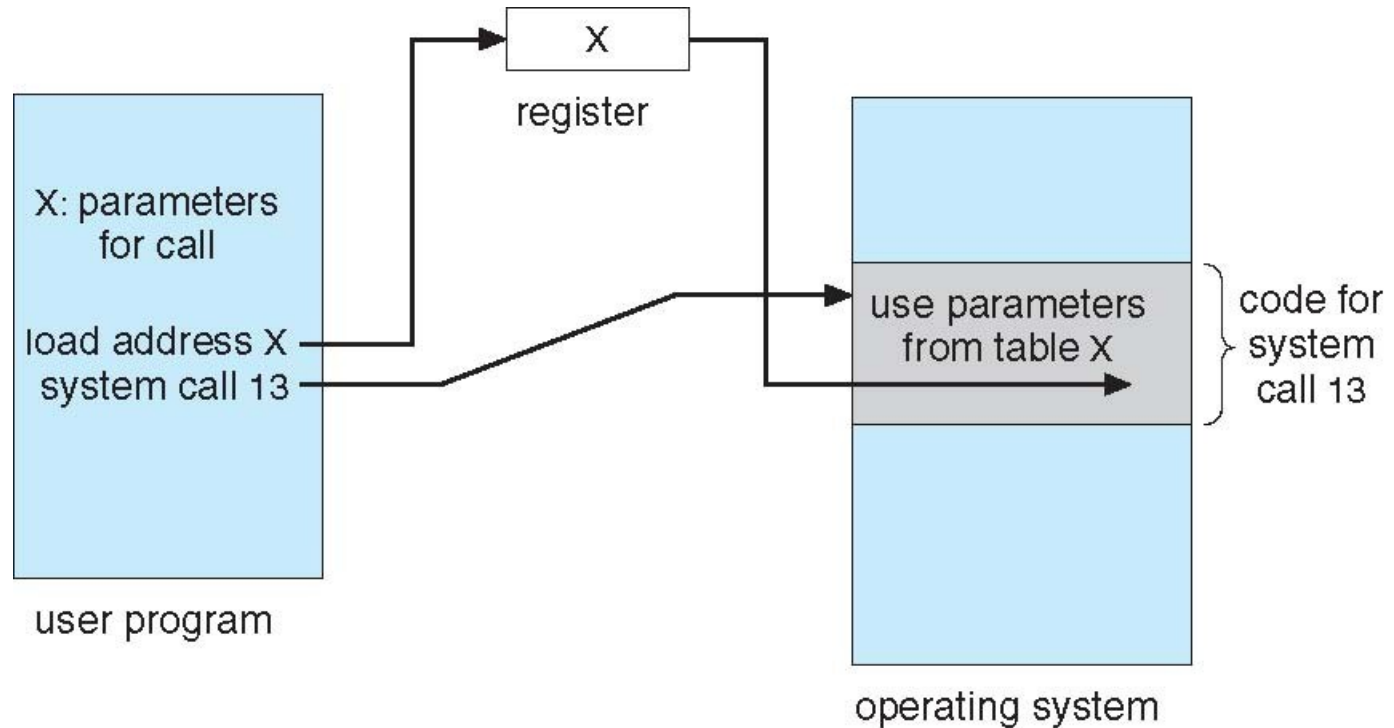 X
register
X: parameters
for call
load address X
system call 13
user program
use parameters
from table X
code for
system
call 13
operating system